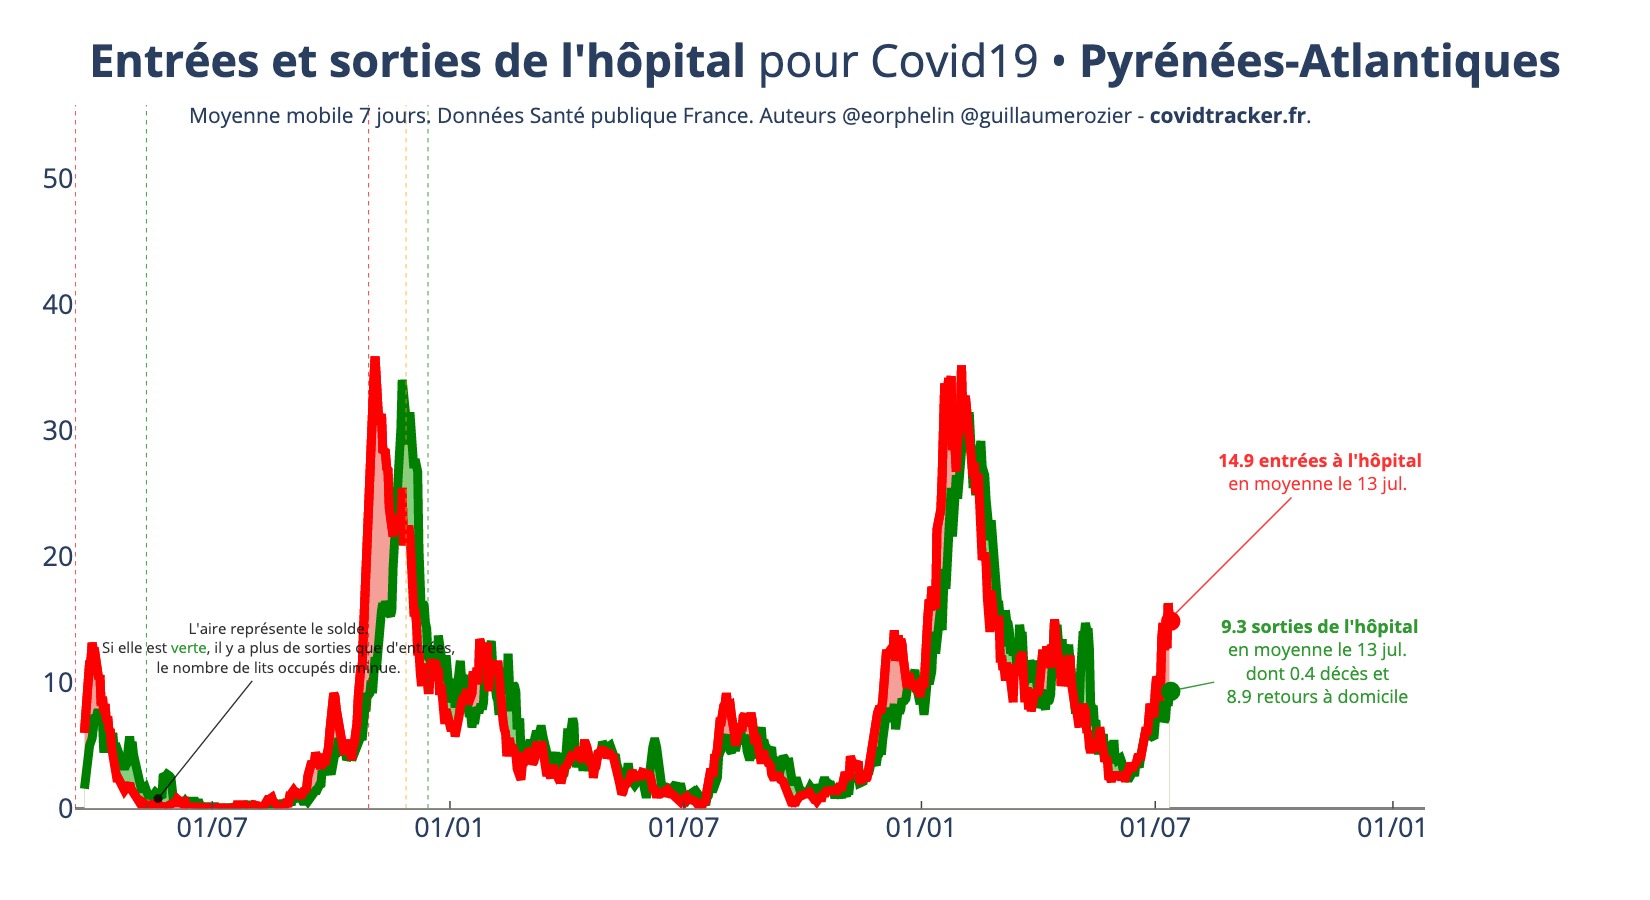 Entrées et sorties de l'hôpital pour Covid19 • Pyrénées-Atlantiques
Moyenne mobile 7 jours. Données Santé publique France. Auteurs @eorphelin @guillaumerozier - covidtracker.fr.
50
40
30
20
10
0
14.9 entrées à l'hôpital
en moyenne le 13 jul.
9.3 sorties de l'hôpital
en moyenne le 13 jul.
dont 0.4 décès et
8.9 retours à domicile
L'aire représente le solde.
Si elle est verte, il y a plus de sorties que d'entrées,
le nombre de lits occupés diminue.
01/07
01/01
01/07
01/01
01/07
01/01